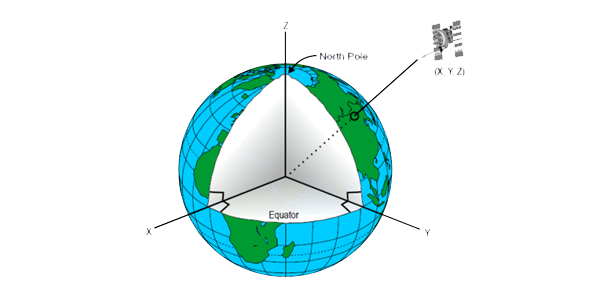 Z
North Pole
(X, Y, Z)
Equator
X
Y